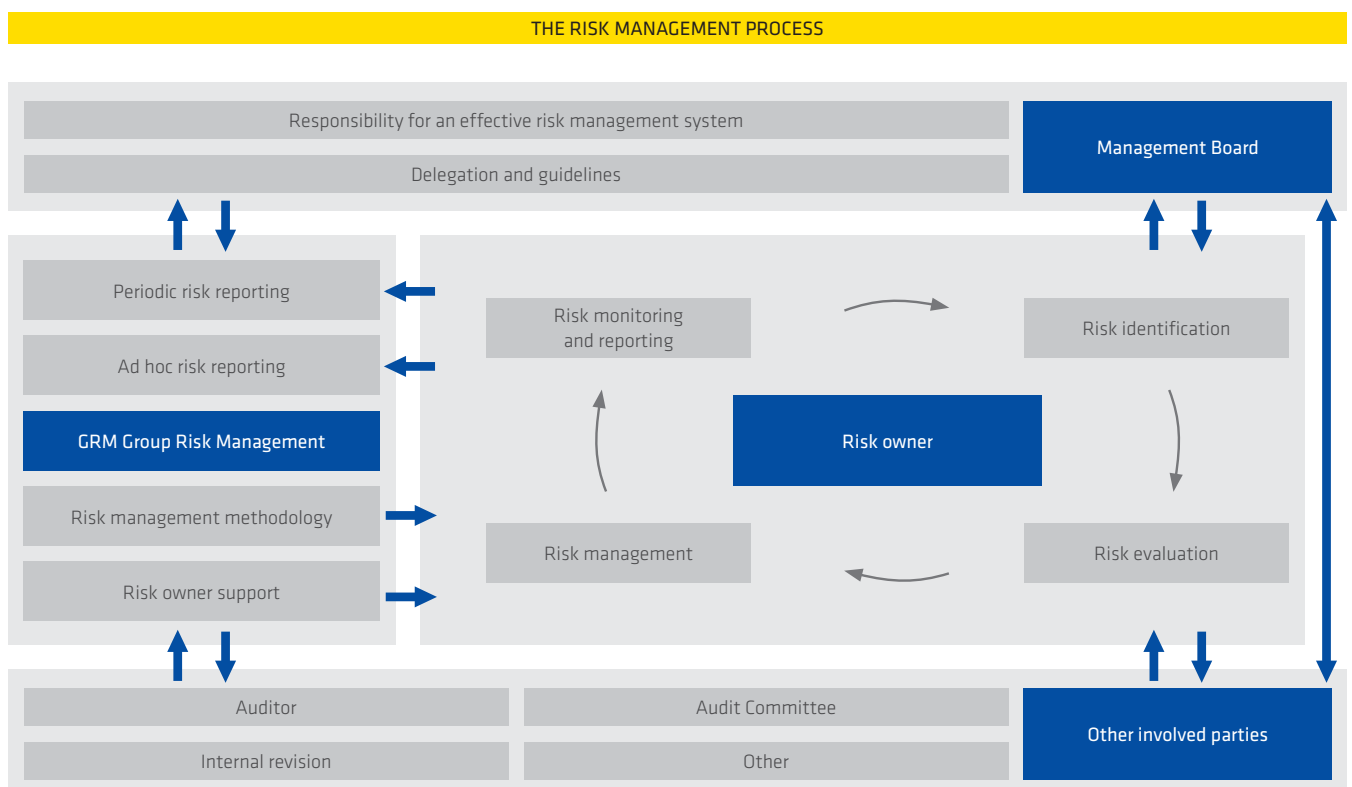 THE RISK MANAGEMENT PROCESS
Responsibility for an effective risk management system
Delegation and guidelines
Management Board
Periodic risk reporting
Ad hoc risk reporting
GRM Group Risk Management
Risk management methodology
Risk owner support
Risk monitoring
and reporting
Risk identification
Risk owner
Risk management
Risk evaluation
Auditor
Audit Committee
Internal revision
Other
Other involved parties